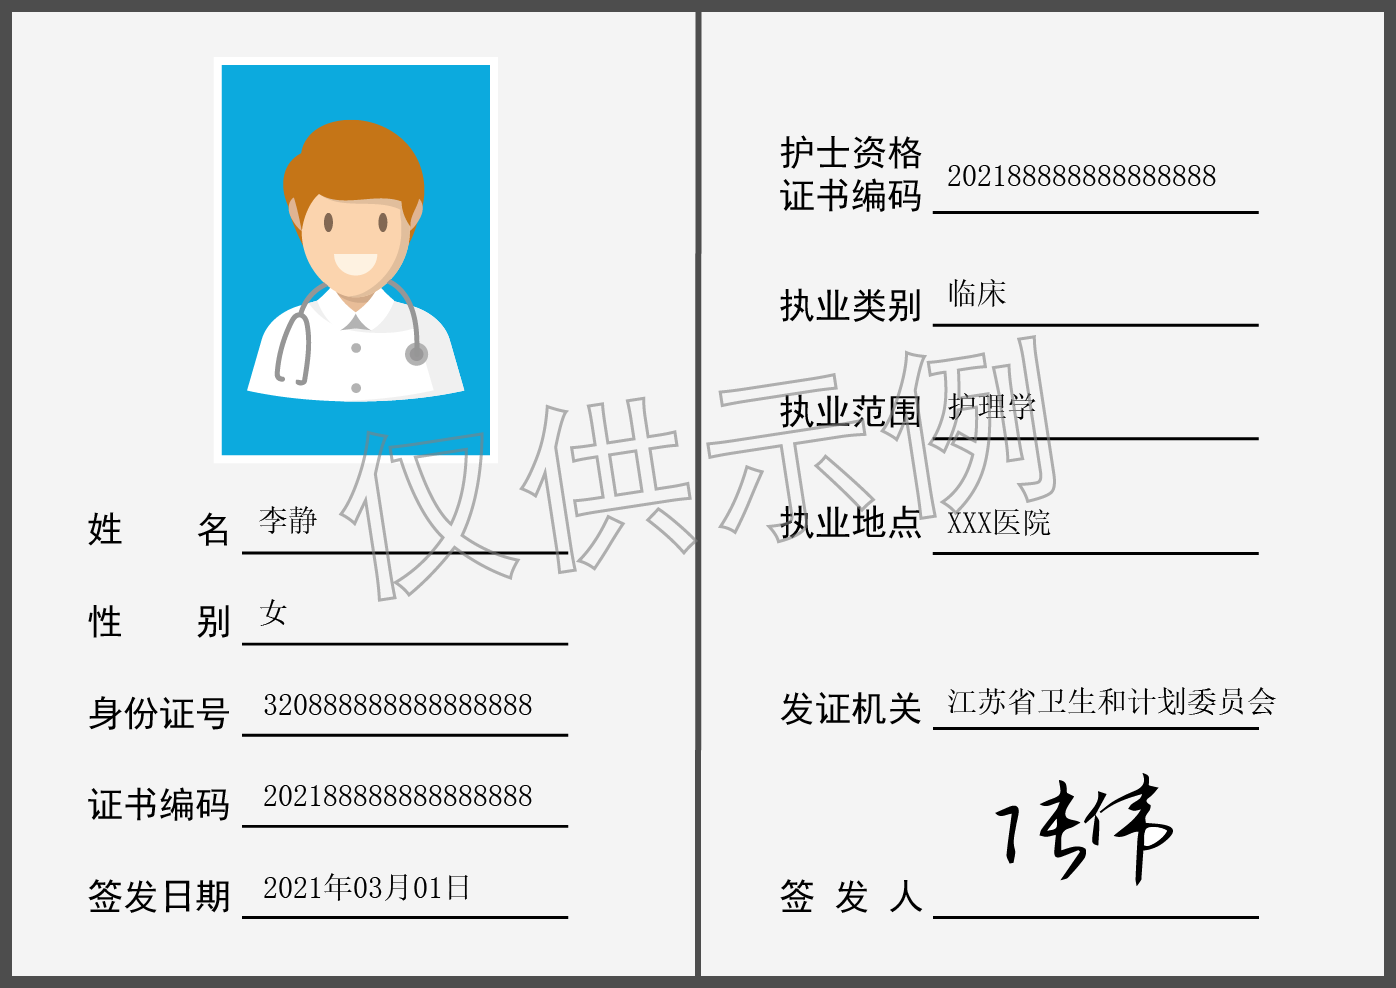 姓名 李静
性别 女
身份证号 320888888888888888
证书编码 202188888888888888
签发日期 2021年03月01日
护士资格
证书编码 202188888888888888
执业类别 临床
执业范围 护理学
执业地点 XXX医院
发证机关 江苏省卫生和计划委员会
签发人 张伟
仅供示例